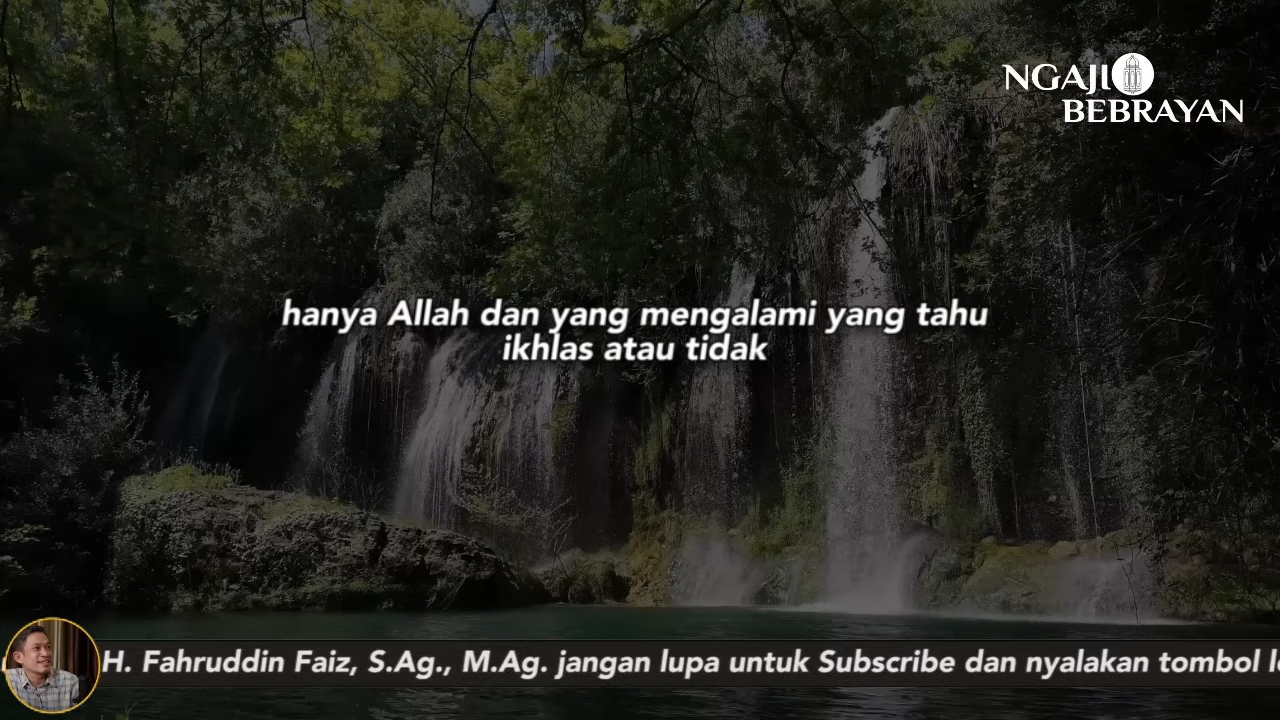 NGAJI
BEBRAYAN
hanya Allah dan yang mengalami yang tahu
ikhlas atau tidak
H. Fahruddin Faiz, S.Ag., M.Ag. jangan lupa untuk Subscribe dan nyalakan tombol